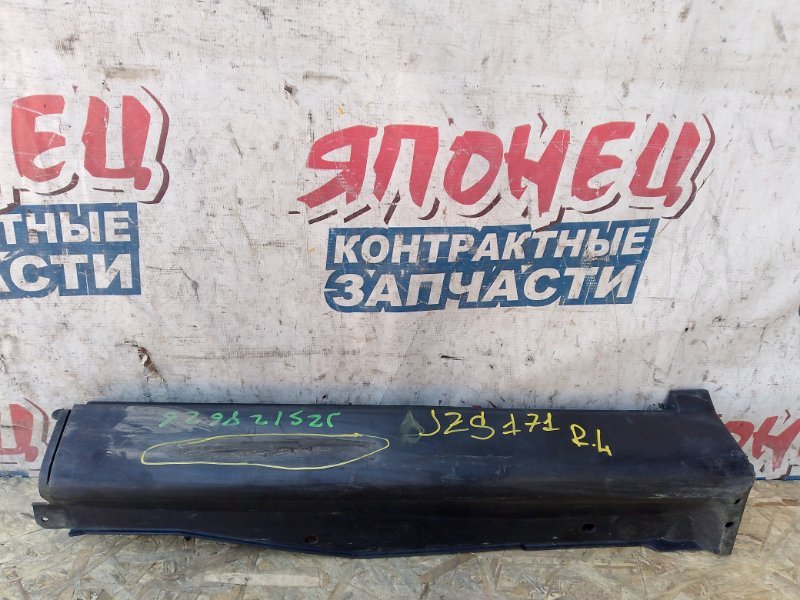 ЕЦ
ТНЫЕ
АСТИ
ЯПОНЕЦ
КОНТРАКТНЫЕ
ЗАПЧАСТИ
JZS171
R.L